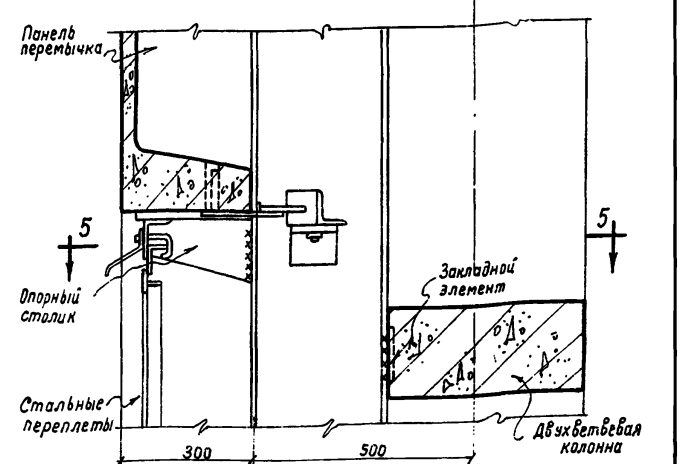 Панель
перемычка
5
5
Закладной
элемент
Опорный
столик
Стальные
переплеты
Двухветвевая
колонна
300
500